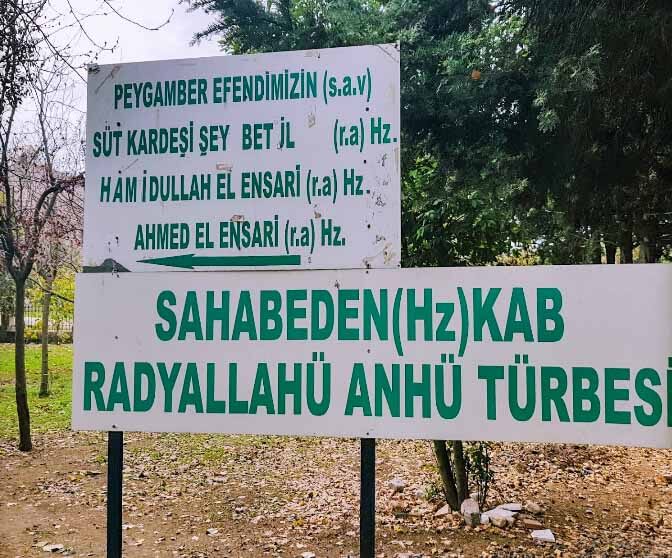 PEYGAMBER EFENDİMİZİN (s.a.v)
SÜT KARDEŞİ ŞEY BET İL (r.a) Hz.
HAMİDULLAH EL ENSARİ (r.a) Hz.
AHMED EL ENSARİ (r.a) Hz.
SAHABEDEN(Hz)KAB
RADYALLAHÜ ANHÜ TÜRBESİ